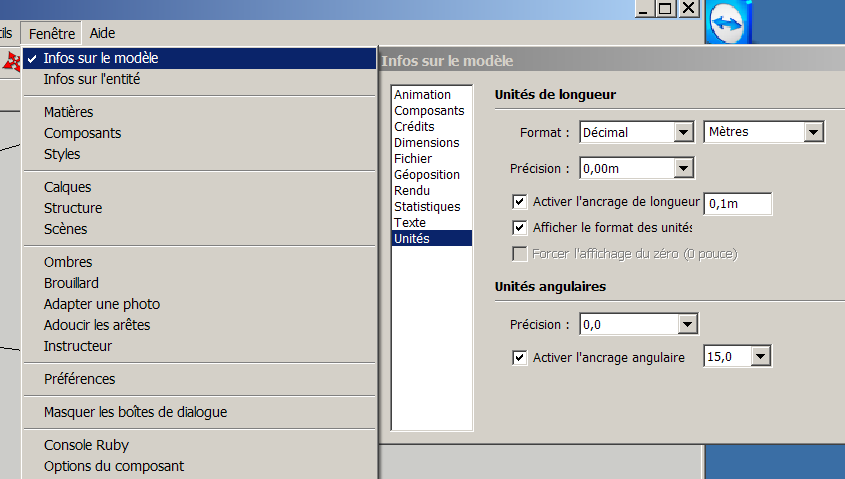 ils Fenêtre Aide
Infos sur le modèle
Infos sur l'entité
Matières
Composants
Styles
Calques
Structure
Scènes
Ombres
Brouillard
Adapter une photo
Adoucir les arêtes
Instructeur
Préférences
Masquer les boîtes de dialogue
Console Ruby
Options du composant
Infos sur le modèle
Animation
Composants
Crédits
Dimensions
Fichier
Géoposition
Rendu
Statistiques
Texte
Unités
Unités de longueur
Format : Décimal Mètres
Précision : 0,00m
Activer l'ancrage de longueur 0,1m
Afficher le format des unités
Forcer l'affichage du zéro (0 pouce)
Unités angulaires
Précision : 0,0
Activer l'ancrage angulaire 15,0